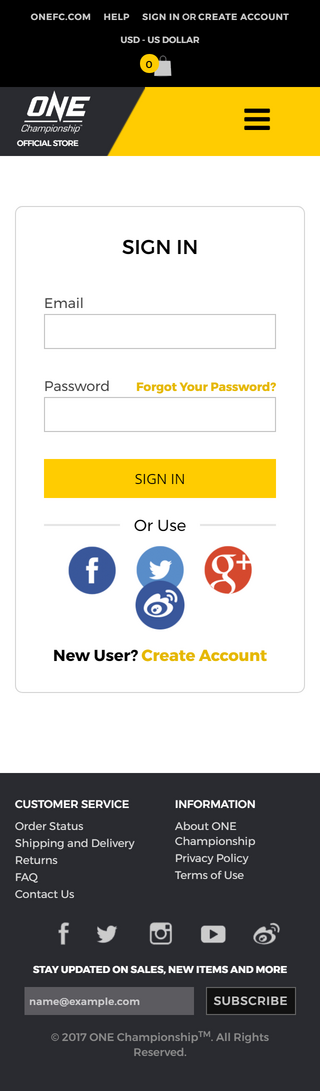 ONEFC.COM HELP SIGN IN OR CREATE ACCOUNT
USD - US DOLLAR
0
ONE
Championship™
OFFICIAL STORE
SIGN IN
Email
Password Forgot Your Password?
SIGN IN
Or Use
New User? Create Account
CUSTOMER SERVICE
Order Status
Shipping and Delivery
Returns
FAQ
Contact Us
INFORMATION
About ONE
Championship
Privacy Policy
Terms of Use
STAY UPDATED ON SALES, NEW ITEMS AND MORE
name@example.com SUBSCRIBE
© 2017 ONE Championship™. All Rights
Reserved.